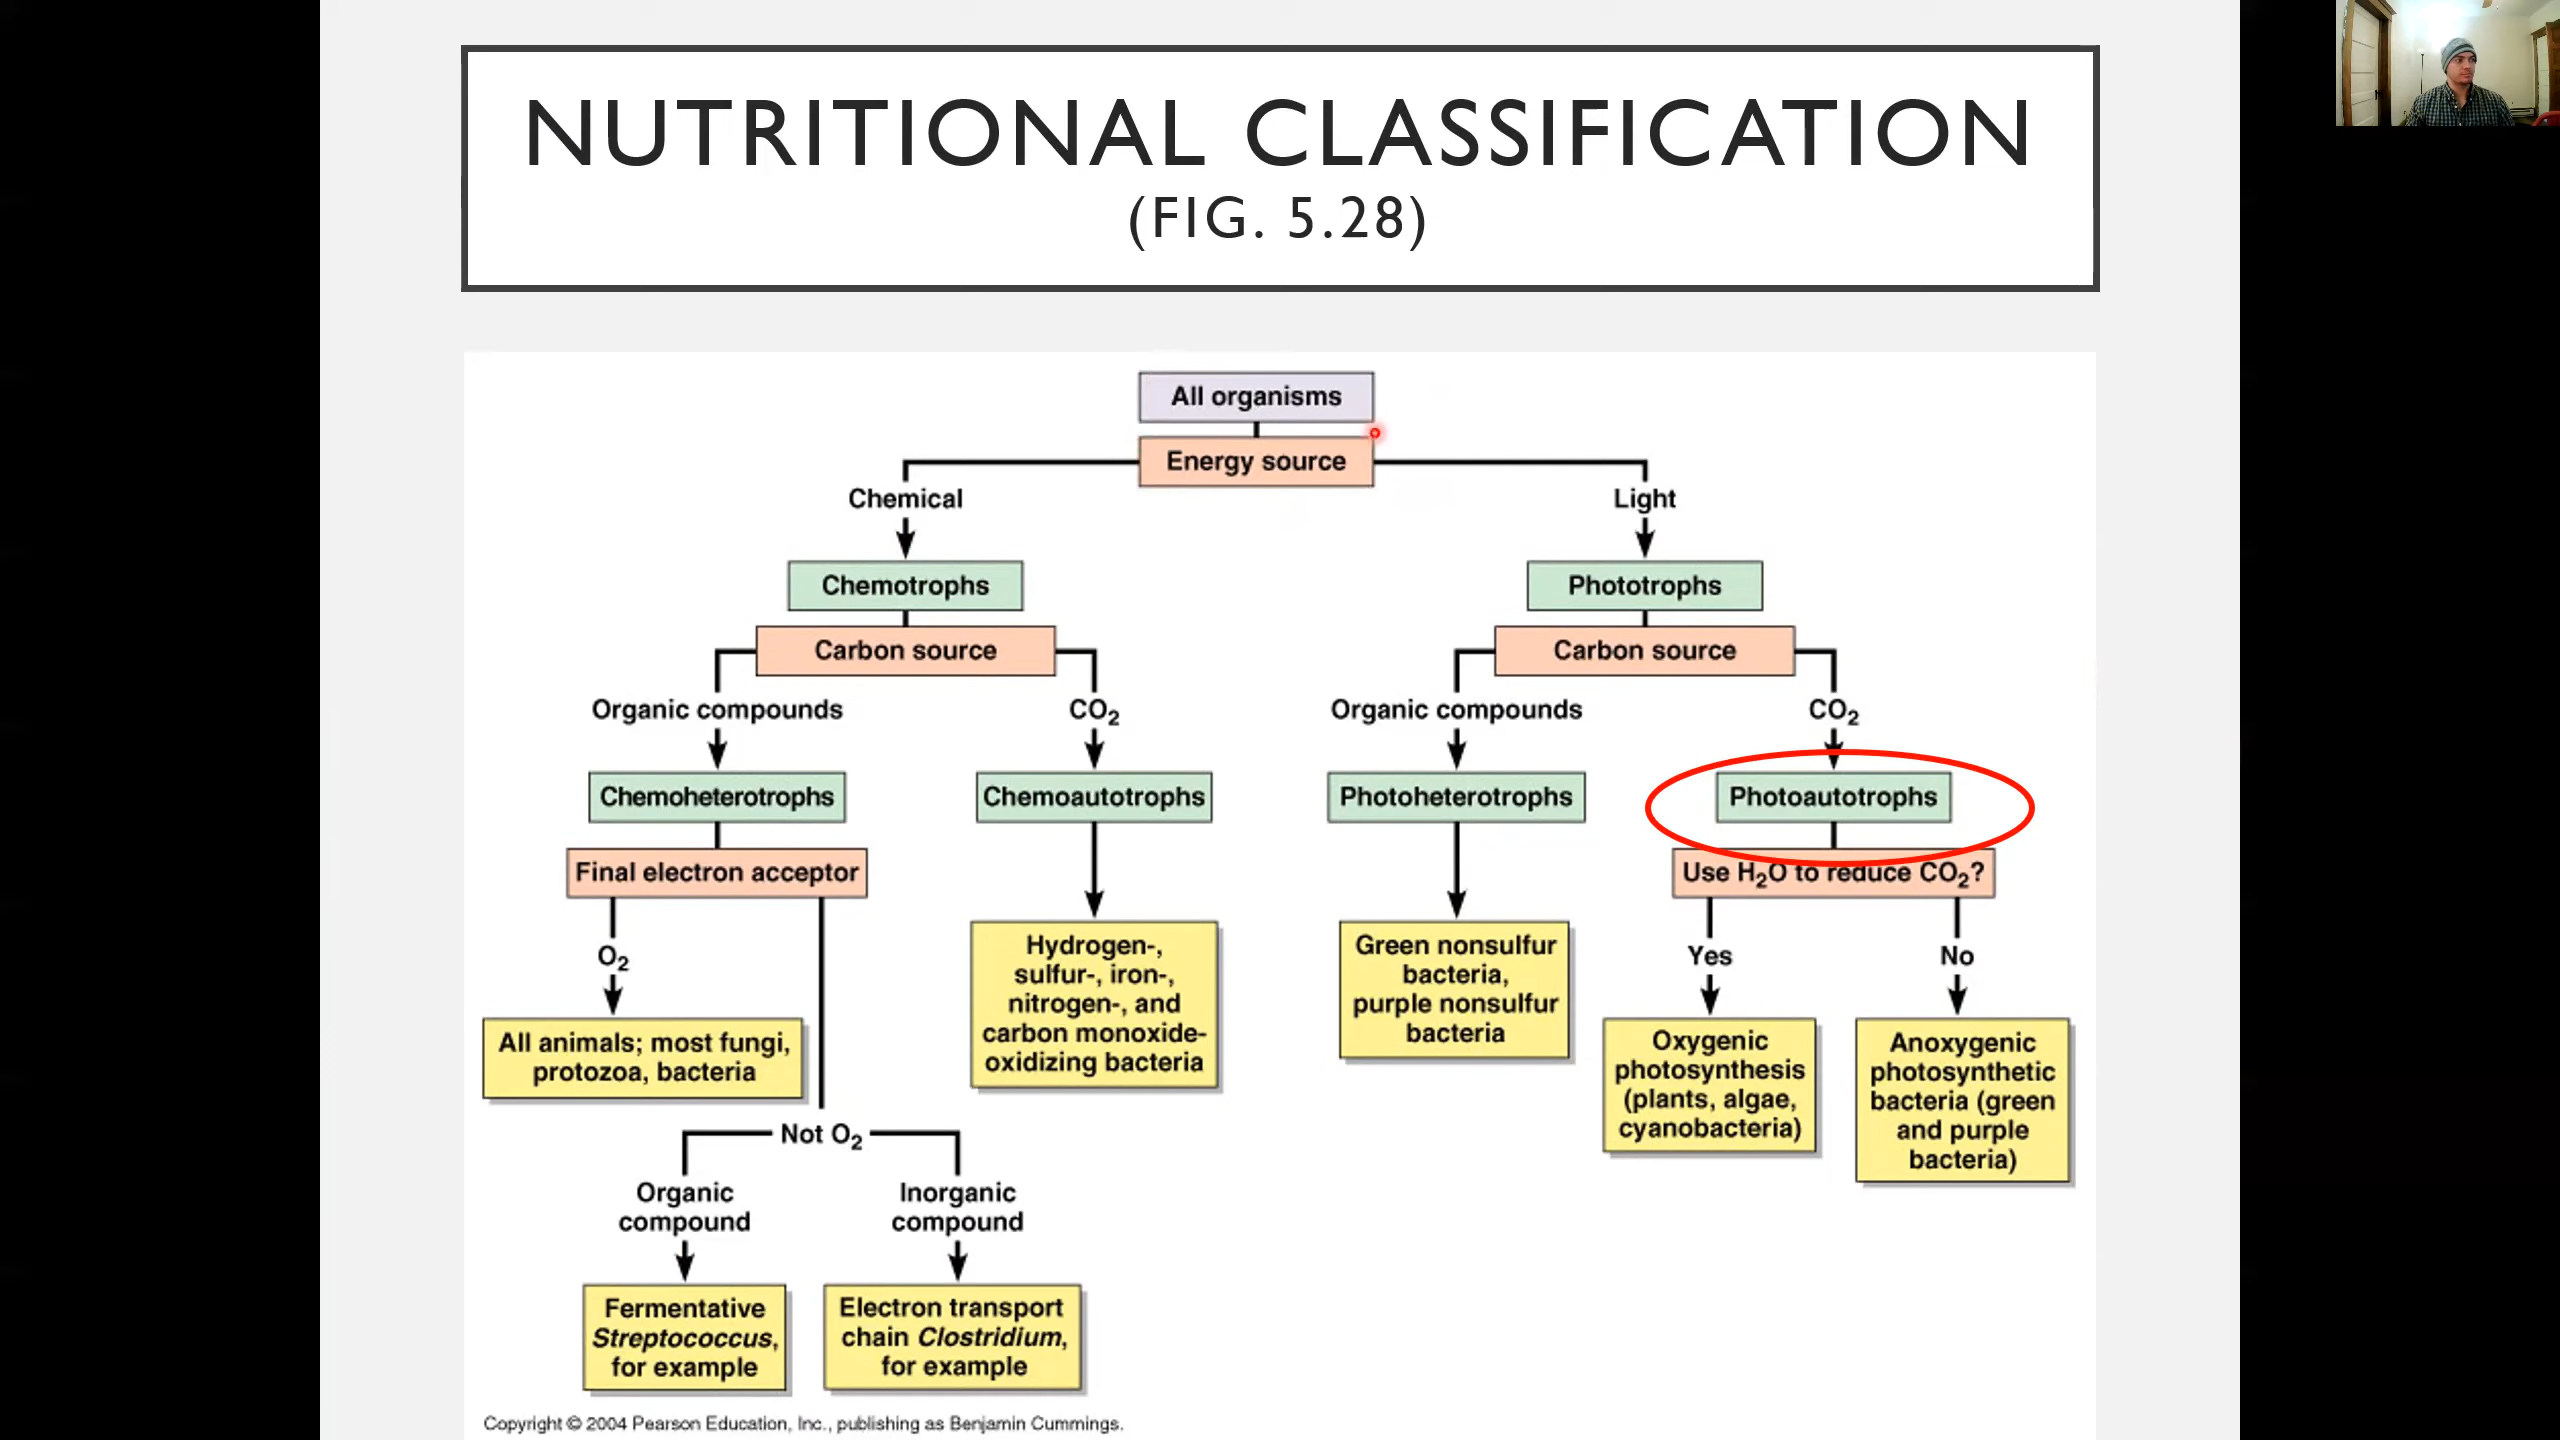 NUTRITIONAL CLASSIFICATION
(FIG. 5.28)
All organisms
Energy source
Chemical
Light
Chemotrophs
Phototrophs
Carbon source
Carbon source
Organic compounds
CO₂
Organic compounds
CO₂
Chemoheterotrophs
Chemoautotrophs
Photoheterotrophs
Photoautotrophs
Final electron acceptor
Use H₂O to reduce CO₂?
O₂
Yes
No
All animals; most fungi,
protozoa, bacteria
Hydrogen-,
sulfur-, iron-,
nitrogen-, and
carbon monoxide-
oxidizing bacteria
Green nonsulfur
bacteria,
purple nonsulfur
bacteria
Oxygenic
photosynthesis
(plants, algae,
cyanobacteria)
Anoxygenic
photosynthetic
bacteria (green
and purple
bacteria)
Not O₂
Organic
compound
Inorganic
compound
Fermentative
Streptococcus,
for example
Electron transport
chain Clostridium,
for example
Copyright © 2004 Pearson Education, Inc., publishing as Benjamin Cummings.